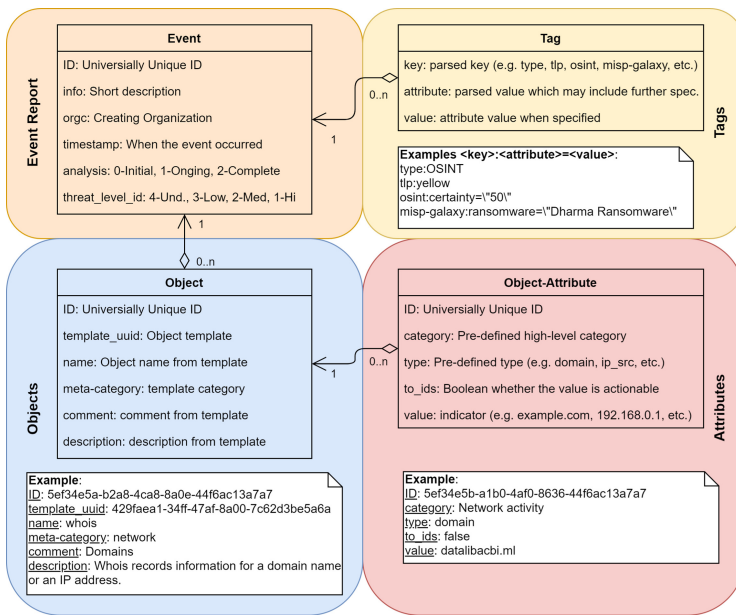 Event Report
Event
ID: Universially Unique ID
info: Short description
orgc: Creating Organization
timestamp: When the event occurred
analysis: 0-Initial, 1-Onging, 2-Complete
threat_level_id: 4-Und., 3-Low, 2-Med, 1-Hi
0..n
1
Tag
key: parsed key (e.g. type, tlp, osint, misp-galaxy, etc.)
attribute: parsed value which may include further spec.
value: attribute value when specified
Tags
Examples <key>:<attribute>=<value>:
type:OSINT
tlp:yellow
osint:certainty=\"50\"
misp-galaxy:ransomware=\"Dharma Ransomware\"
1
0..n
Objects
Object
ID: Universially Unique ID
template_uuid: Object template
name: Object name from template
meta-category: template category
comment: comment from template
description: description from template
0..n
1
Example:
ID: 5ef34e5a-b2a8-4ca8-8a0e-44f6ac13a7a7
template_uuid: 429faea1-34ff-47af-8a00-7c62d3be5a6a
name: whois
meta-category: network
comment: Domains
description: Whois records information for a domain name
or an IP address.
Object-Attribute
ID: Universially Unique ID
category: Pre-defined high-level category
type: Pre-defined type (e.g. domain, ip_src, etc.)
to_ids: Boolean whether the value is actionable
value: indicator (e.g. example.com, 192.168.0.1, etc.)
Attributes
Example:
ID: 5ef34e5b-a1b0-4af0-8636-44f6ac13a7a7
category: Network activity
type: domain
to_ids: false
value: datalibacbi.ml